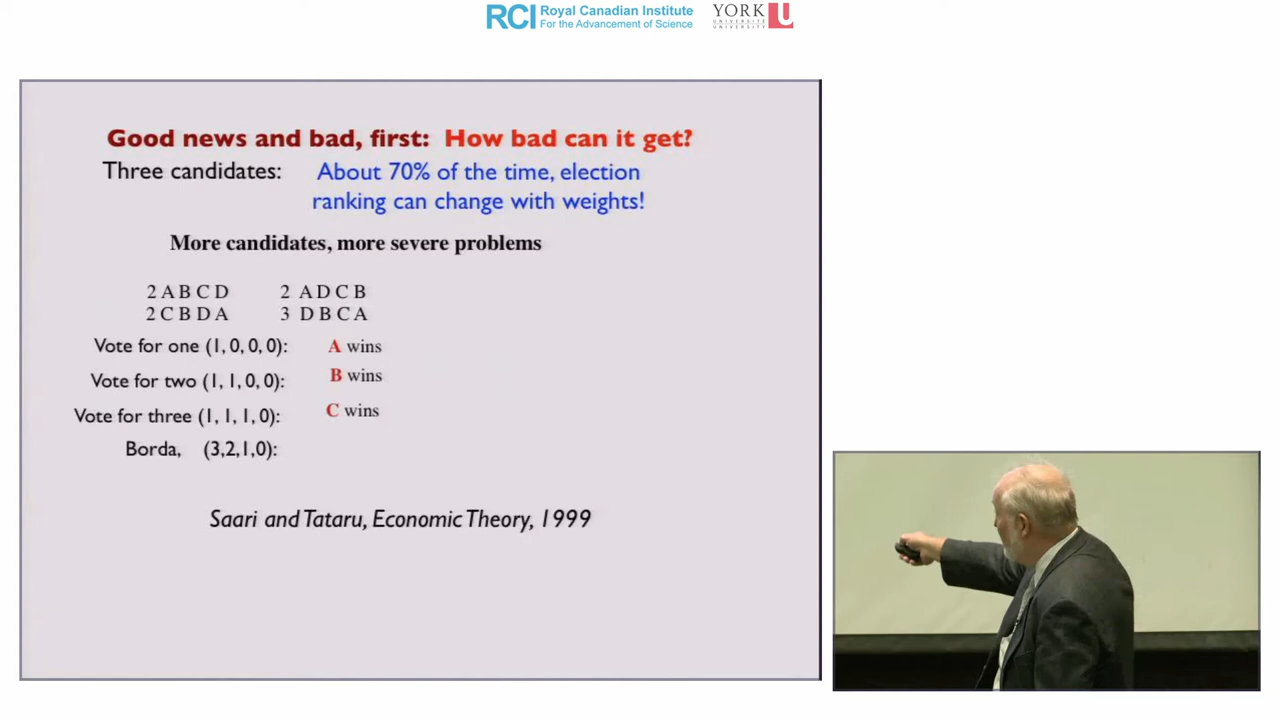 RCI Royal Canadian Institute
For the Advancement of Science
YORK U
UNIVERSITÉ
UNIVERSITY
Good news and bad, first: How bad can it get?
Three candidates: About 70% of the time, election
ranking can change with weights!
More candidates, more severe problems
2 A B C D 2 A D C B
2 C B D A 3 D B C A
Vote for one (1, 0, 0, 0): A wins
Vote for two (1, 1, 0, 0): B wins
Vote for three (1, 1, 1, 0): C wins
Borda, (3,2,1,0):
Saari and Tataru, Economic Theory, 1999